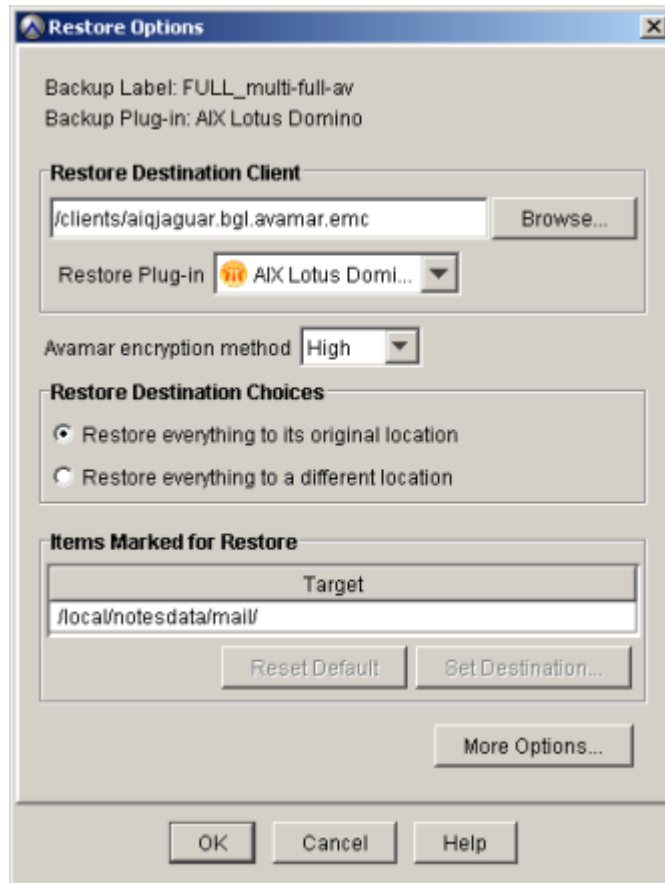 Restore Options
Backup Label: FULL_multi-full-av
Backup Plug-in: AIX Lotus Domino
Restore Destination Client
/clients/aiqjaguar.bgl.avamar.emc Browse...
Restore Plug-in AIX Lotus Domi...
Avamar encryption method High
Restore Destination Choices
Restore everything to its original location
Restore everything to a different location
Items Marked for Restore
Target
/local/notesdata/mail/
Reset Default Set Destination...
More Options...
OK Cancel Help